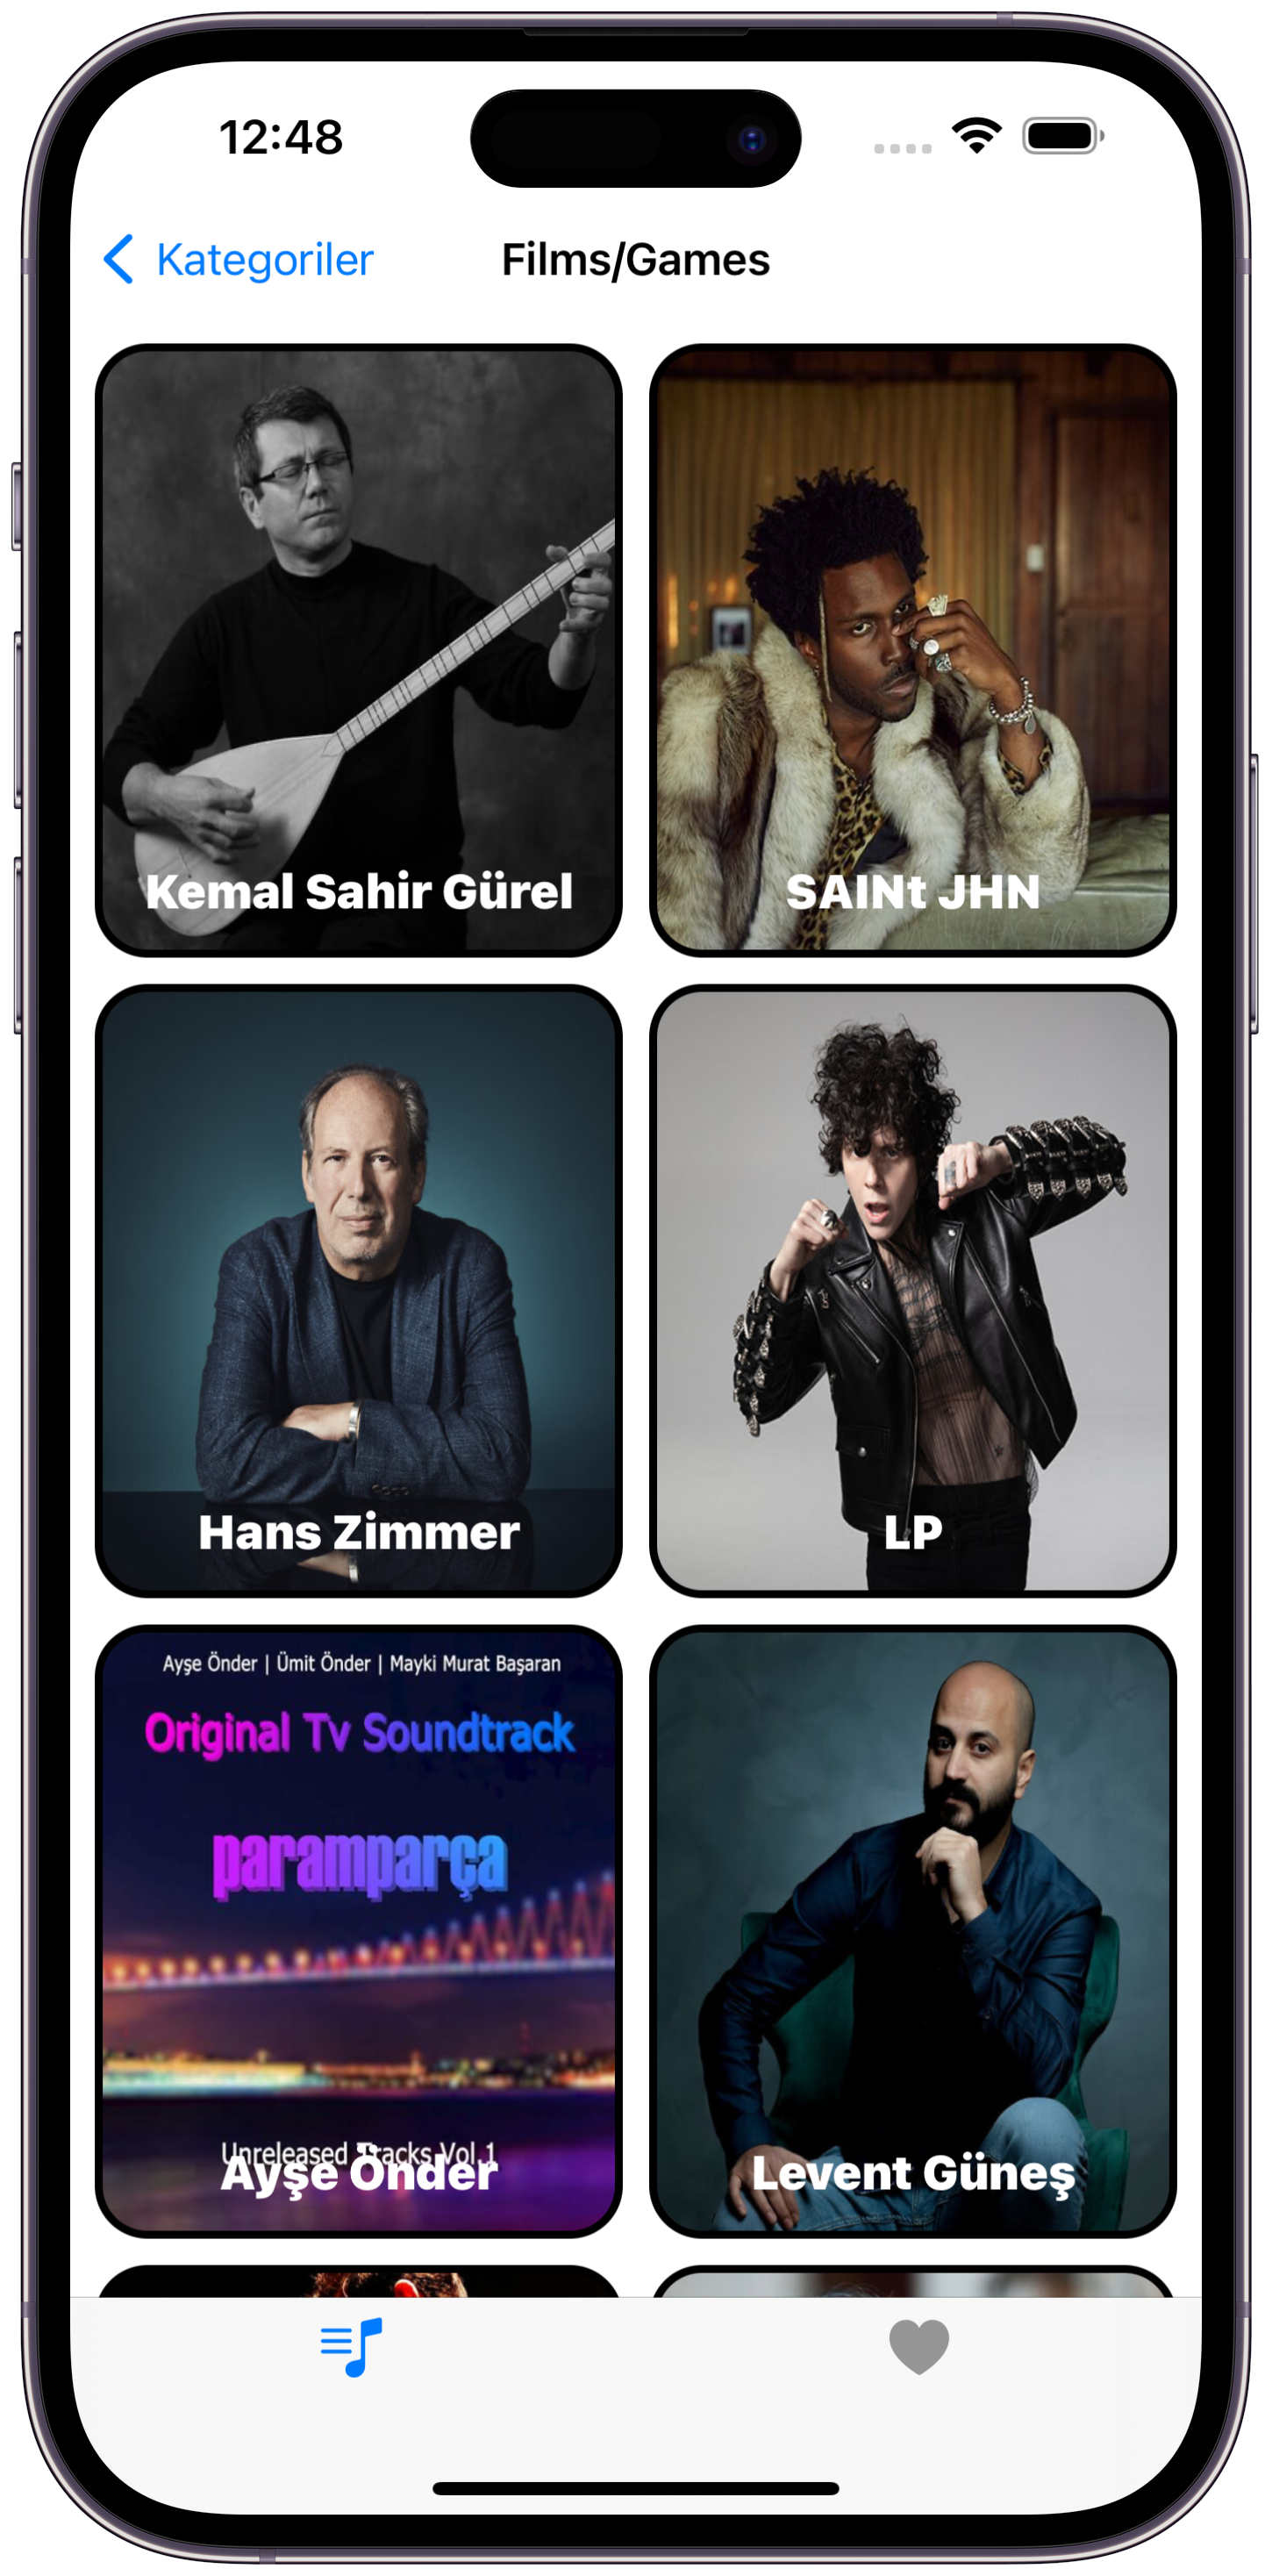 12:48
Kategoriler
Films/Games
Kemal Sahir Gürel
SAINt JHN
Hans Zimmer
LP
Ayşe Önder | Ümit Önder | Mayki Murat Başaran
Original Tv Soundtrack
paramparça
Unreleased Tracks Vol.1
Ayşe Önder
Levent Güneş